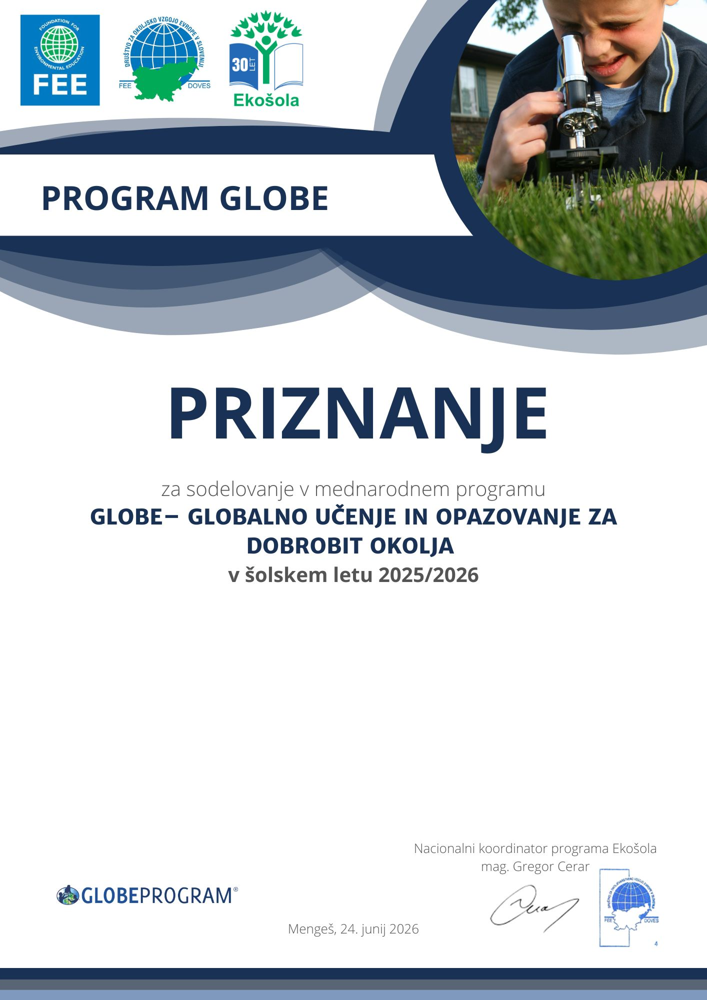 FOUNDATION FOR
ENVIRONMENTAL EDUCATION
FEE
DRUŠTVO ZA OKOLJSKO VZGOJO EVROPE V SLOVENIJI
FEE DOVES
30 LET
Ekošola
PROGRAM GLOBE
PRIZNANJE
za sodelovanje v mednarodnem programu
GLOBE– GLOBALNO UČENJE IN OPAZOVANJE ZA
DOBROBIT OKOLJA
v šolskem letu 2025/2026
Nacionalni koordinator programa Ekošola
mag. Gregor Cerar
GLOBEPROGRAM®
FEE DOVES
4
Mengeš, 24. junij 2026